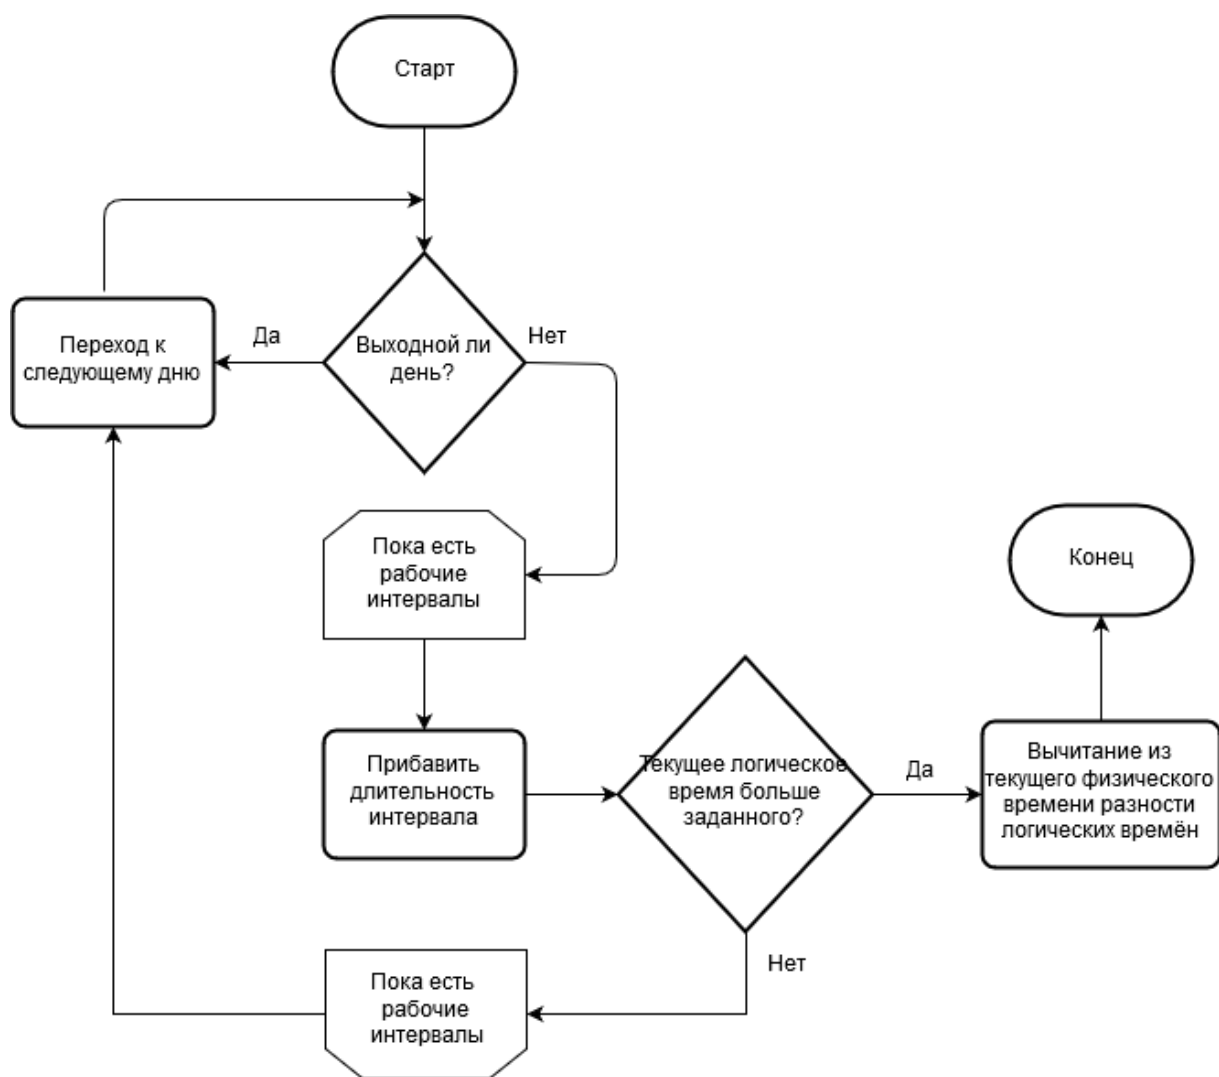 Старт
Переход к
следующему дню
Да
Выходной ли
день?
Нет
Пока есть
рабочие
интервалы
Прибавить
длительность
интервала
Текущее логическое
время больше
заданного?
Да
Вычитание из
текущего физического
времени разности
логических времён
Конец
Нет
Пока есть
рабочие
интервалы